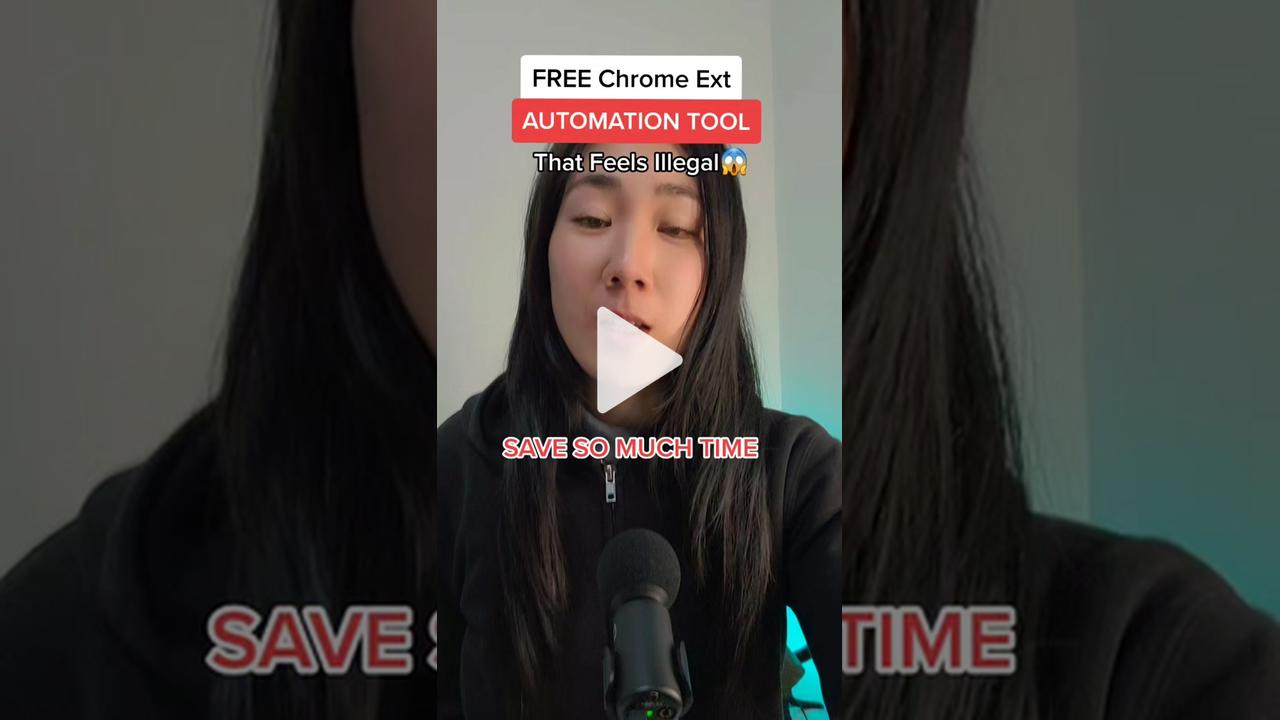 FREE Chrome Ext
AUTOMATION TOOL
That Feels Illegal😱
SAVE SO MUCH TIME
SAVE
TIME